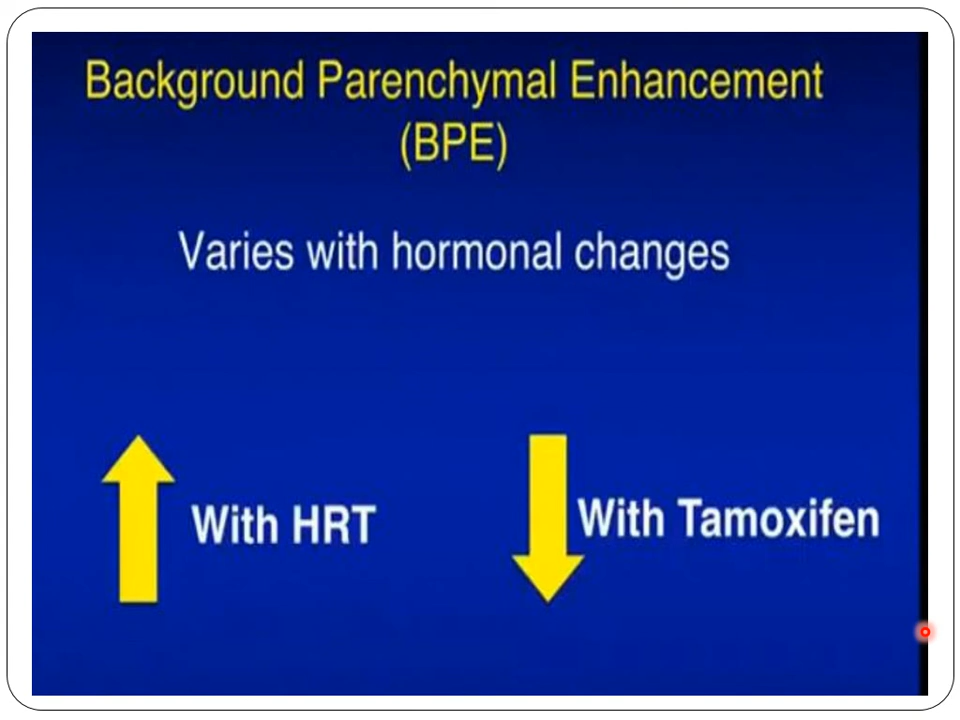 Background Parenchymal Enhancement
(BPE)
Varies with hormonal changes
With HRT
With Tamoxifen